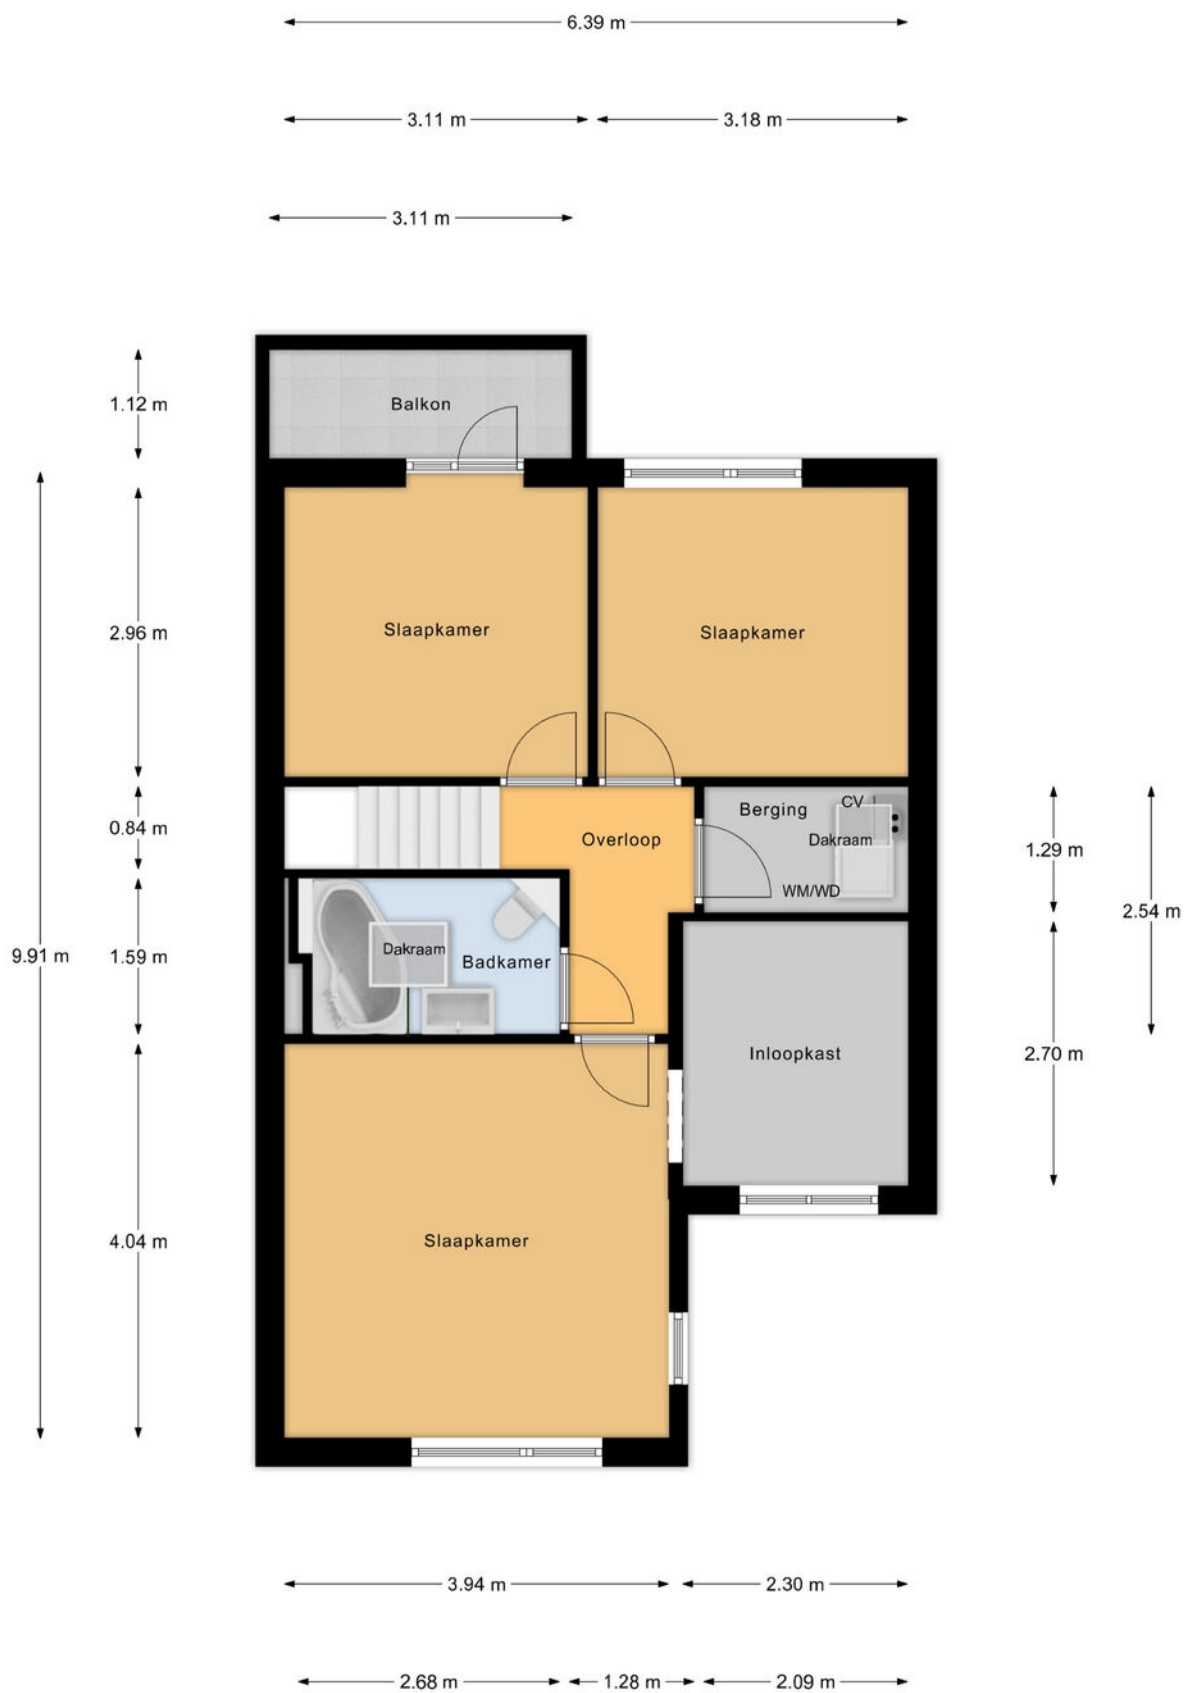 6.39 m
3.11 m
3.18 m
3.11 m
1.12 m
Balkon
2.96 m
Slaapkamer
Slaapkamer
0.84 m
Overloop
Berging
CV
Dakraam
WM/WD
1.29 m
2.54 m
9.91 m
1.59 m
Dakraam
Badkamer
Inloopkast
2.70 m
4.04 m
Slaapkamer
3.94 m
2.30 m
2.68 m
1.28 m
2.09 m